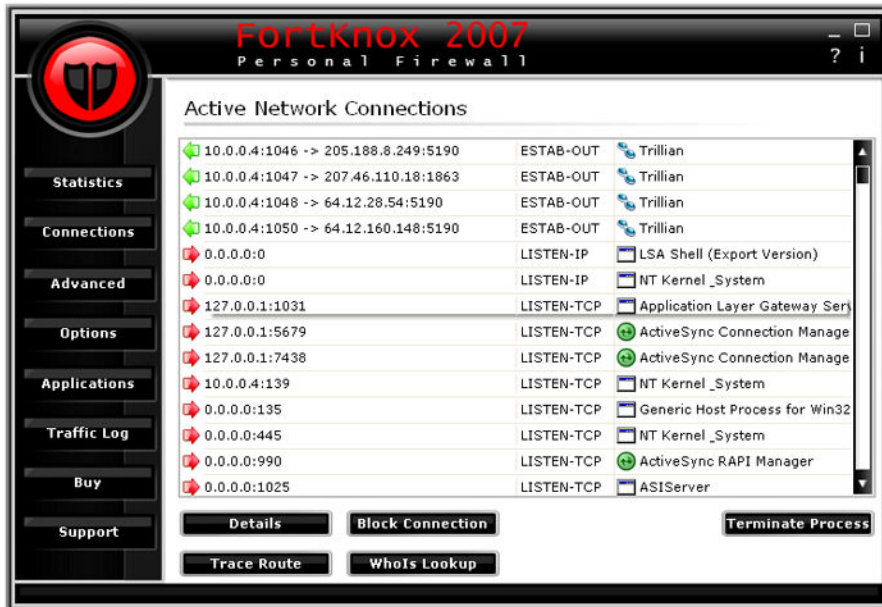 FortKnox 2007
Personal Firewall
? i
Active Network Connections
10.0.0.4:1046 -> 205.188.8.249:5190 ESTAB-OUT Trillian
10.0.0.4:1047 -> 207.46.110.18:1863 ESTAB-OUT Trillian
10.0.0.4:1048 -> 64.12.28.54:5190 ESTAB-OUT Trillian
10.0.0.4:1050 -> 64.12.160.148:5190 ESTAB-OUT Trillian
0.0.0.0:0 LISTEN-IP LSA Shell (Export Version)
0.0.0.0:0 LISTEN-IP NT Kernel _System
127.0.0.1:1031 LISTEN-TCP Application Layer Gateway Ser
127.0.0.1:5679 LISTEN-TCP ActiveSync Connection Manage
127.0.0.1:7438 LISTEN-TCP ActiveSync Connection Manage
10.0.0.4:139 LISTEN-TCP NT Kernel _System
0.0.0.0:135 LISTEN-TCP Generic Host Process for Win32
0.0.0.0:445 LISTEN-TCP NT Kernel _System
0.0.0.0:990 LISTEN-TCP ActiveSync RAPI Manager
0.0.0.0:1025 LISTEN-TCP ASIServer
Statistics
Connections
Advanced
Options
Applications
Traffic Log
Buy
Support
Details Block Connection Terminate Process
Trace Route WhoIs Lookup